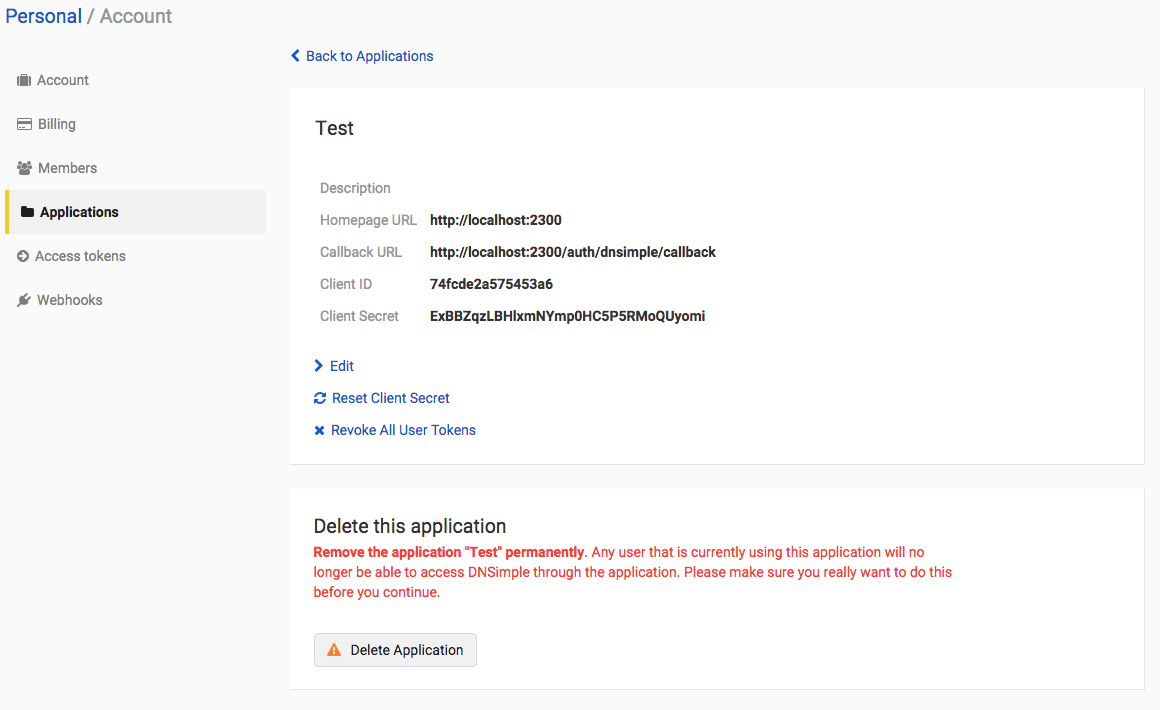 Personal / Account
Back to Applications
Account
Billing
Members
Applications
Access tokens
Webhooks
Test
Description
Homepage URL http://localhost:2300
Callback URL http://localhost:2300/auth/dnsimple/callback
Client ID 74fcde2a575453a6
Client Secret ExBBZqzLBHlxmNYmp0HC5P5RMoQUyomi
Edit
Reset Client Secret
Revoke All User Tokens
Delete this application
Remove the application "Test" permanently. Any user that is currently using this application will no
longer be able to access DNSimple through the application. Please make sure you really want to do this
before you continue.
Delete Application